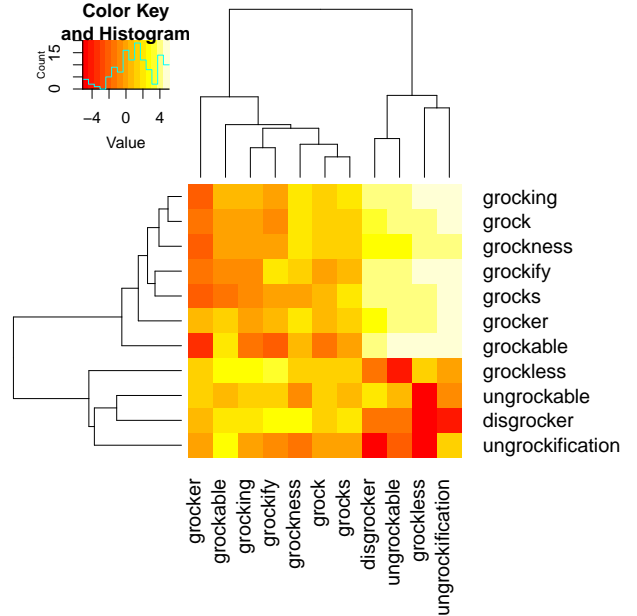 Color Key
and Histogram
Count
0
15
−4
0
2
4
Value
grocking
grock
grockness
grockify
grocks
grocker
grockable
grockless
ungrockable
disgrocker
ungrockification
grocker
grockable
grocking
grockify
grockness
grock
grocks
disgrocker
ungrockable
grockless
ungrockification